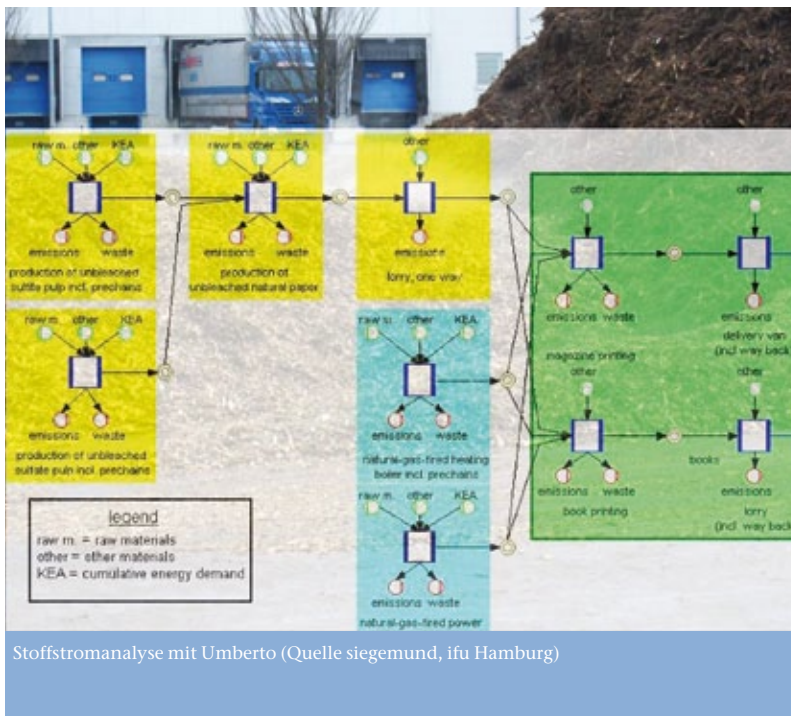 raw m. other KEA
emissions waste
production of unbleached
sulfite pulp incl. prechains
raw m. other KEA
emissions waste
production of
unbleached natural paper
other
emissions
lorry, one way
raw m. other KEA
emissions waste
production of unbleached
sulfate pulp incl. prechains
raw m. other KEA
emissions waste
natural-gas-fired heating
boiler incl. prechains
raw m. other KEA
emissions waste
natural-gas-fired power
other
emissions waste
magazine printing
other
emissions
delivery van
(incl. way back
other
emissions waste
book printing
books
other
emissions
lorry
(incl. way back
legend
raw m. = raw materials
other = other materials
KEA = cumulative energy demand
Stoffstromanalyse mit Umberto (Quelle siegemund, ifu Hamburg)